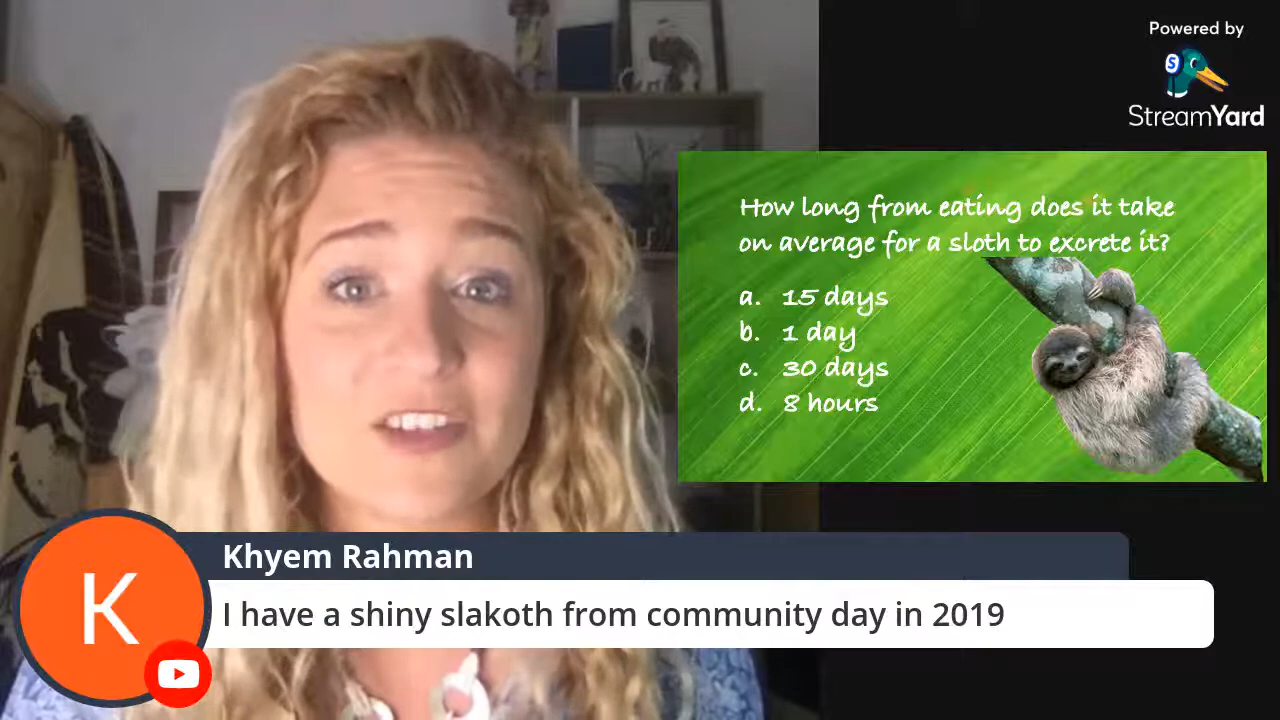 Powered by
StreamYard
How long from eating does it take
on average for a sloth to excrete it?
a. 15 days
b. 1 day
c. 30 days
d. 8 hours
K
Khyem Rahman
I have a shiny slakoth from community day in 2019